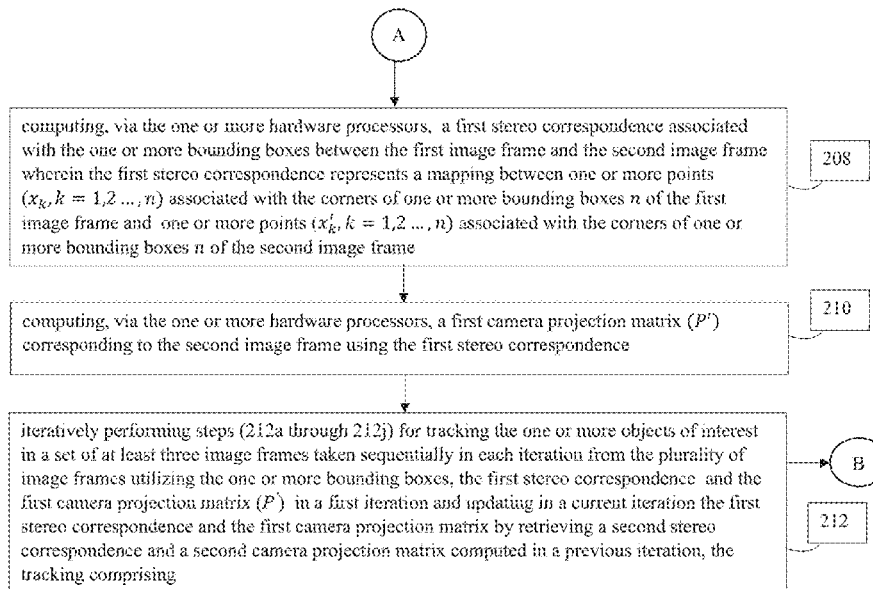 A
computing, via the one or more hardware processors, a first stereo correspondence associated
with the one or more bounding boxes between the first image frame and the second image frame
wherein the first stereo correspondence represents a mapping between one or more points
(x_k, k = 1,2 ..., n) associated with the corners of one or more bounding boxes n of the first
image frame and one or more points (x'_k, k = 1,2 ..., n) associated with the corners of one or
more bounding boxes n of the second image frame
208
computing, via the one or more hardware processors, a first camera projection matrix (P')
corresponding to the second image frame using the first stereo correspondence
210
iteratively performing steps (212a through 212j) for tracking the one or more objects of interest
in a set of at least three image frames taken sequentially in each iteration from the plurality of
image frames utilizing the one or more bounding boxes, the first stereo correspondence and the
first camera projection matrix (P') in a first iteration and updating in a current iteration the first
stereo correspondence and the first camera projection matrix by retrieving a second stereo
correspondence and a second camera projection matrix computed in a previous iteration, the
tracking comprising
B
212